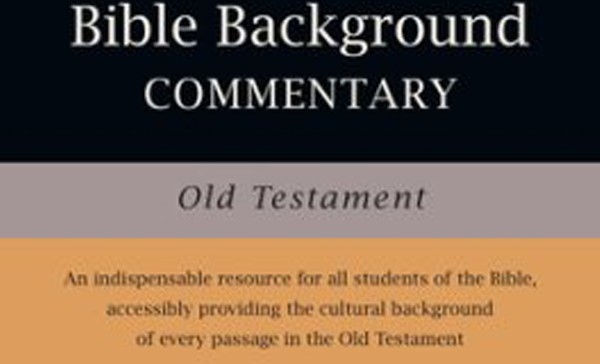 Bible Background
COMMENTARY
Old Testament
An indispensable resource for all students of the Bible,
accessibly providing the cultural background
of every passage in the Old Testament